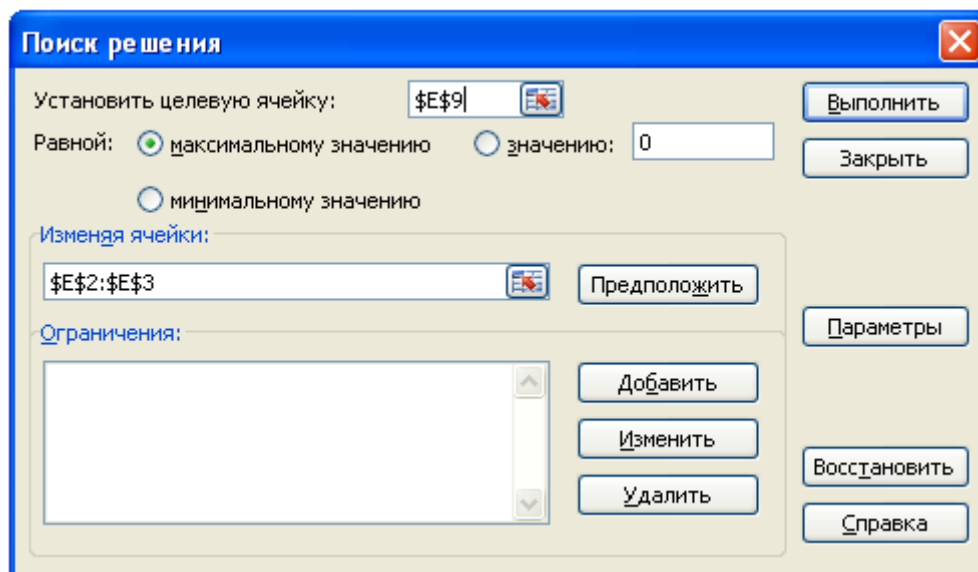 Поиск решения
Установить целевую ячейку: $E$9 Выполнить
Равной: максимальному значению значению: 0 Закрыть
минимальному значению
Изменяя ячейки:
$E$2:$E$3 Предположить
Параметры
Ограничения:
Добавить
Изменить
Восстановить
Удалить
Справка